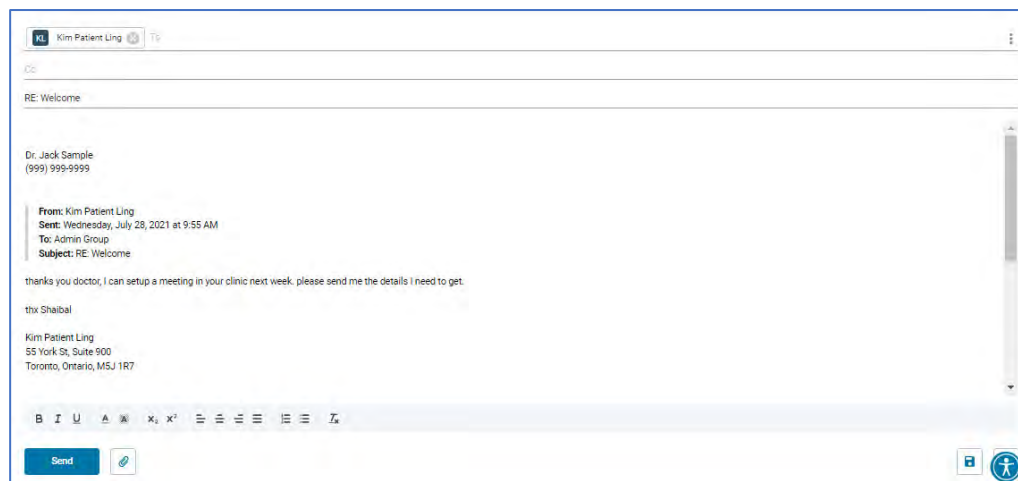 KL Kim Patient Ling To
Cc
RE: Welcome
Dr. Jack Sample
(999) 999-9999
From: Kim Patient Ling
Sent: Wednesday, July 28, 2021 at 9:55 AM
To: Admin Group
Subject: RE: Welcome
thanks you doctor, I can setup a meeting in your clinic next week. please send me the details I need to get.
thx Shaibal
Kim Patient Ling
55 York St, Suite 900
Toronto, Ontario, M5J 1R7
B I U A A x₂ x² Tx
Send